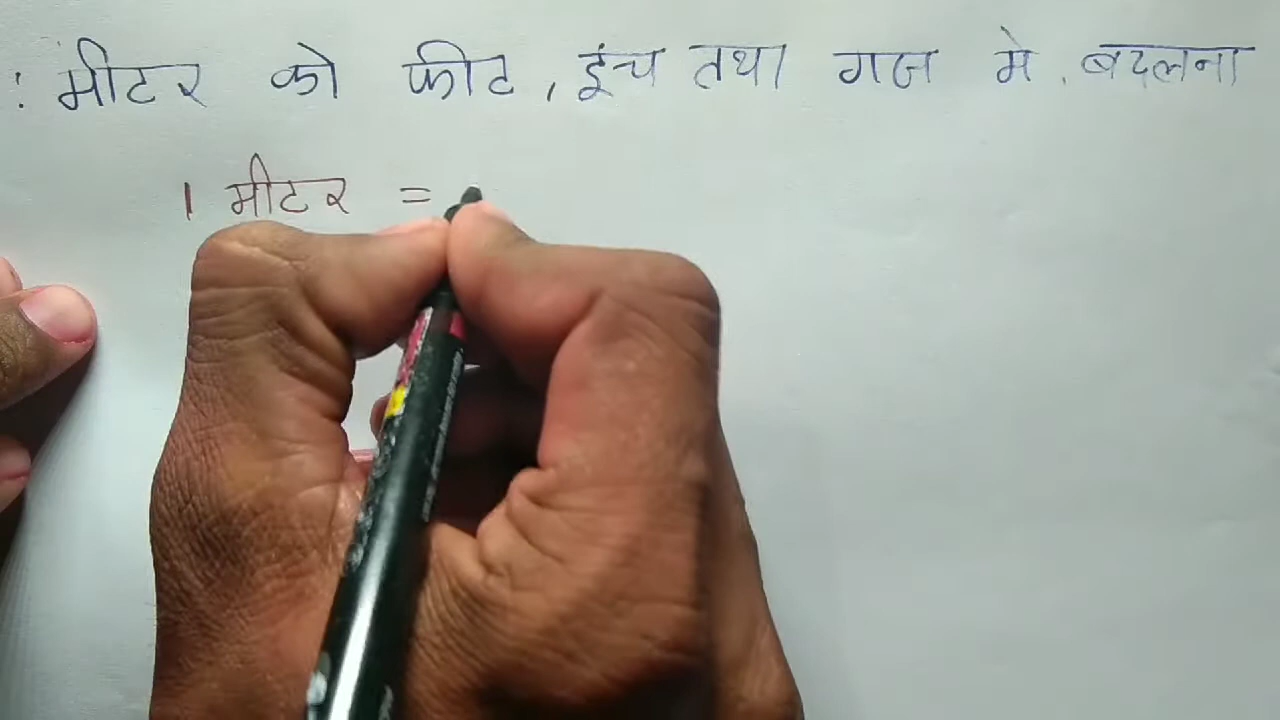 : मीटर को फीट, इंच तथा गज मे बदलना
1 मीटर =